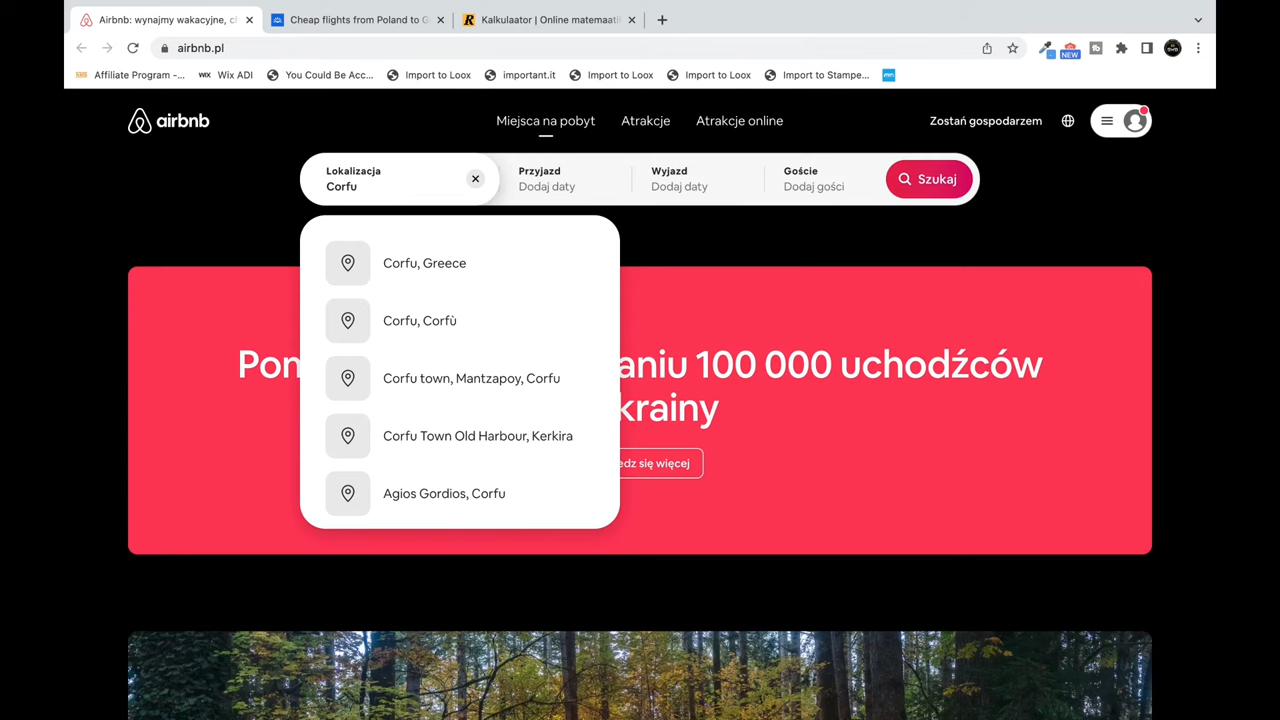 Airbnb: wynajmy wakacyjne, c
Cheap flights from Poland to G
Kalkulaator | Online matemaati
airbnb.pl
NEW
Affiliate Program -...
WIX
Wix ADI
You Could Be Acc...
Import to Loox
important.it
Import to Loox
Import to Loox
Import to Stampe...
airbnb
Miejsca na pobyt
Atrakcje
Atrakcje online
Zostań gospodarzem
Lokalizacja
Corfu
Przyjazd
Dodaj daty
Wyjazd
Dodaj daty
Goście
Dodaj gości
Szukaj
Corfu, Greece
Corfu, Corfù
Corfu town, Mantzapoy, Corfu
Corfu Town Old Harbour, Kerkira
Agios Gordios, Corfu
Pon
aniu 100 000 uchodźców
krainy
edz się więcej